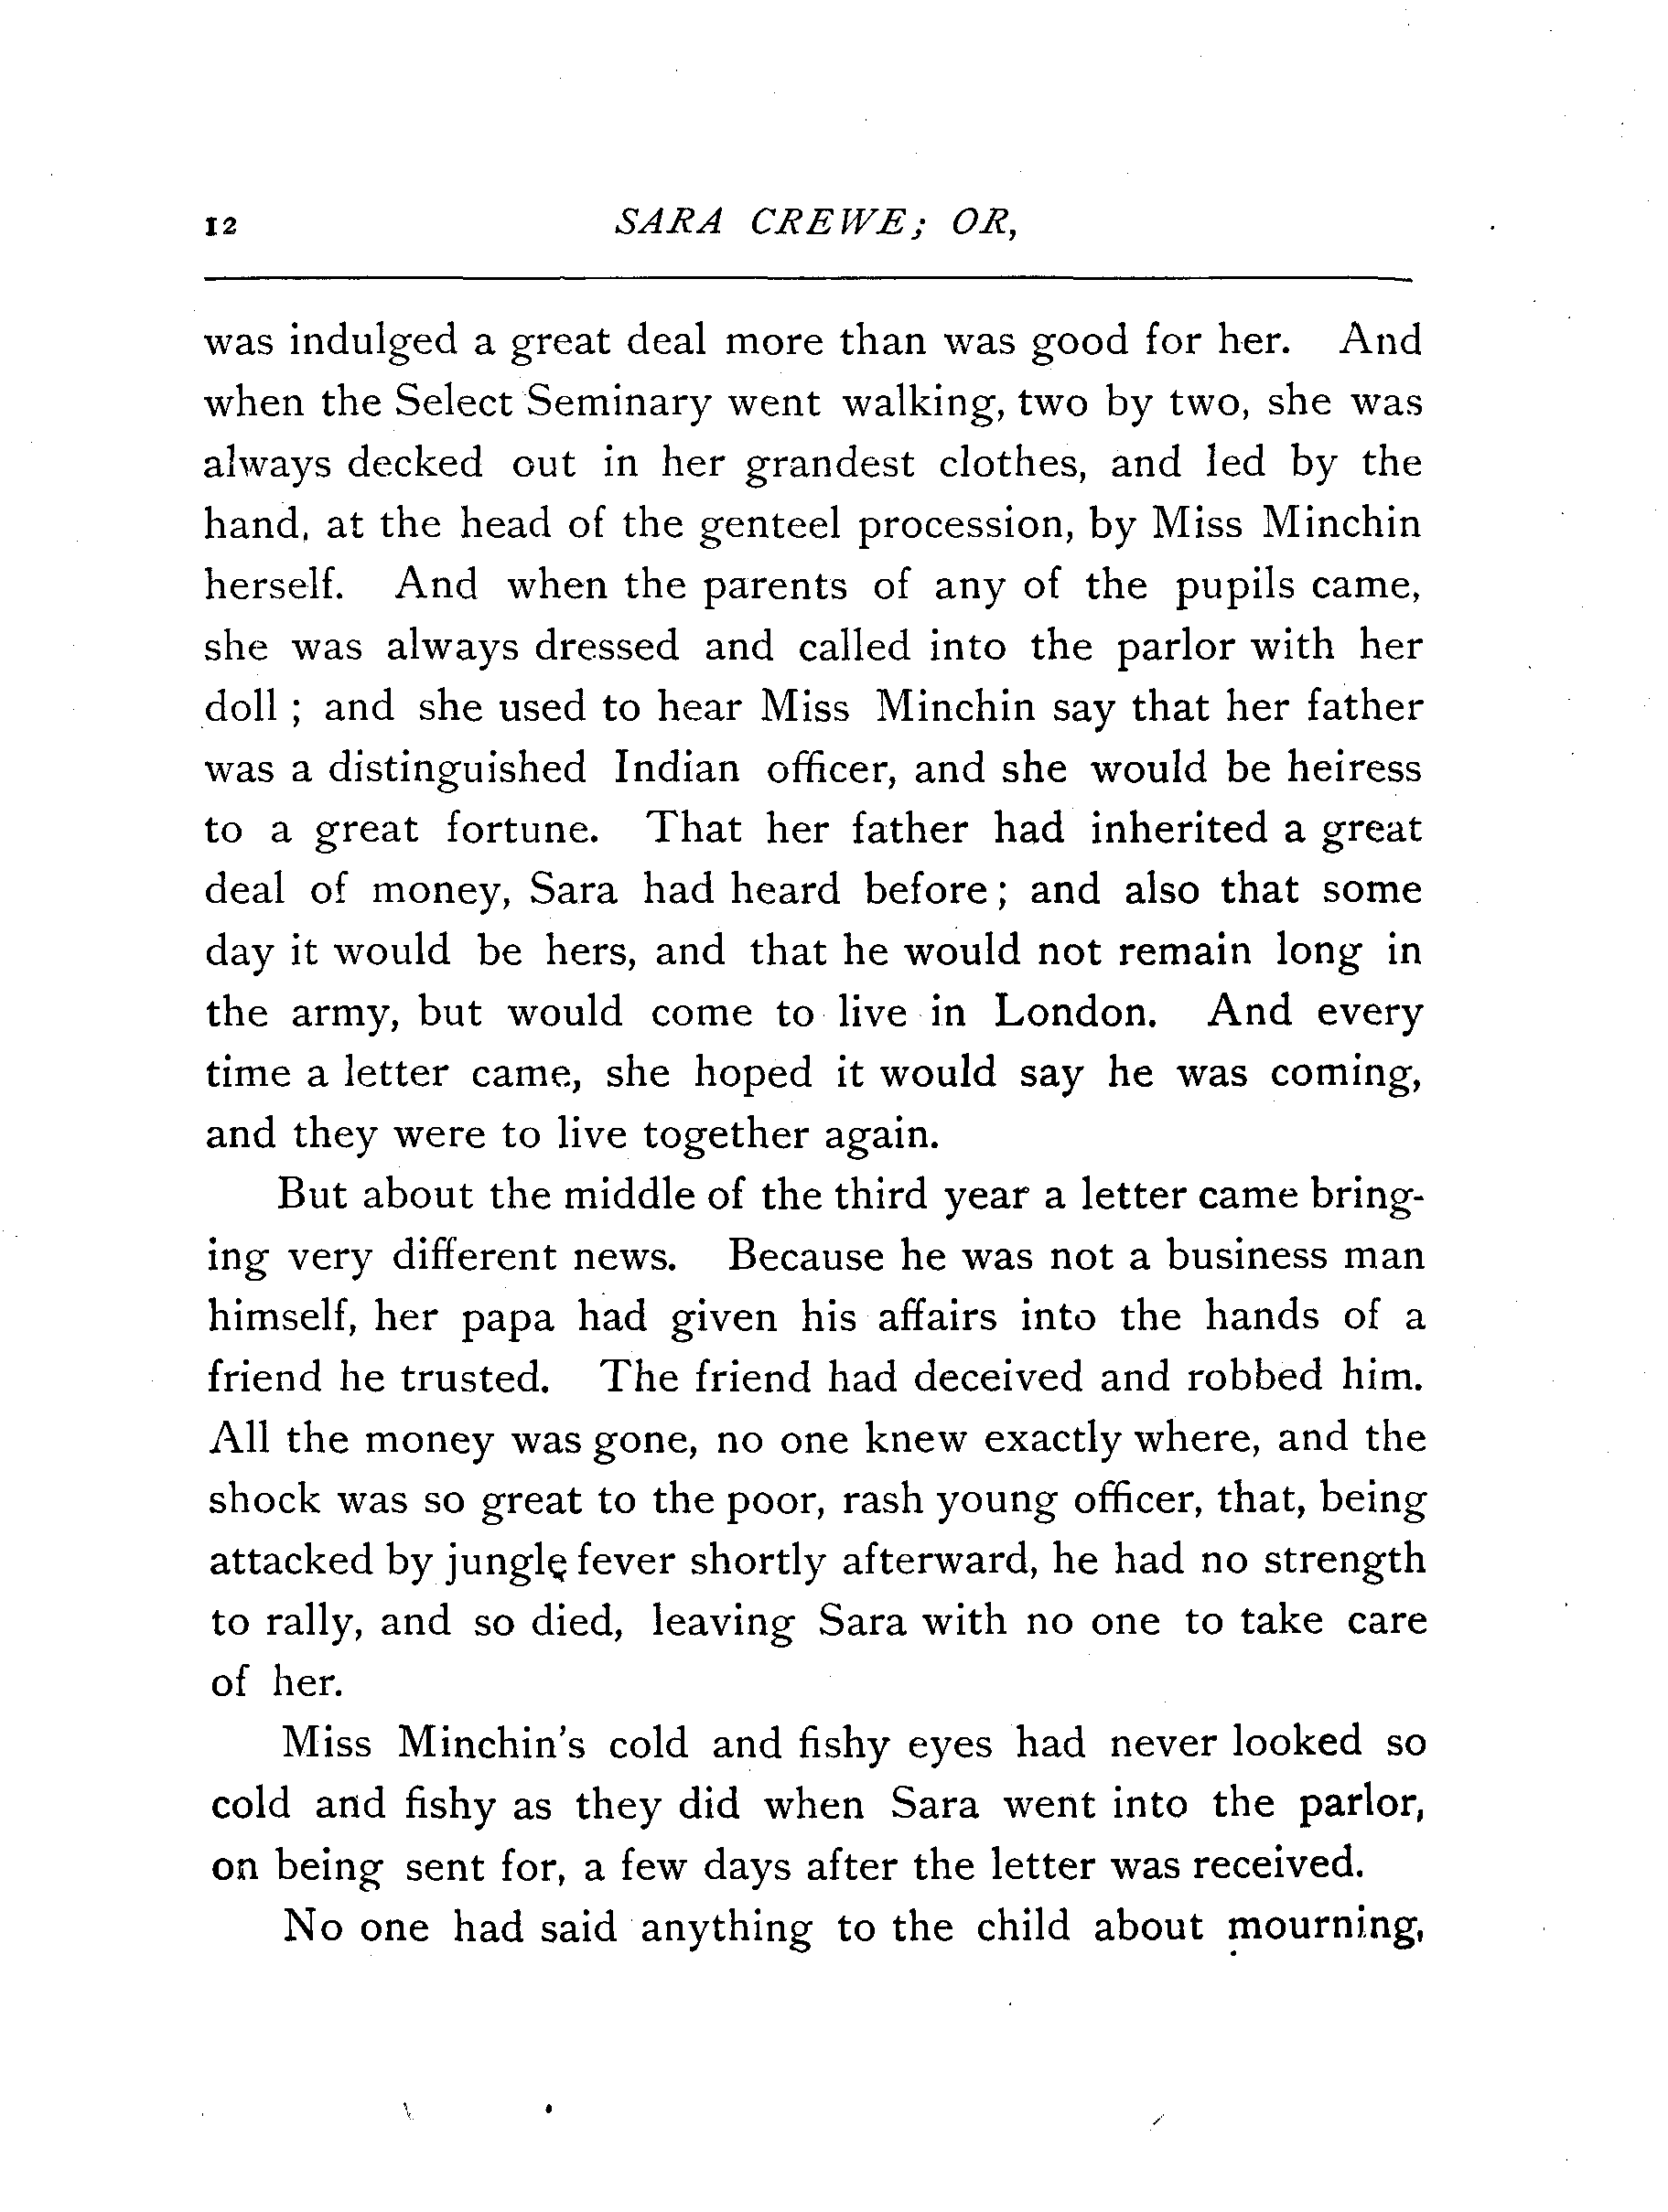 12 SARA CREWE; OR,
was indulged a great deal more than was good for her. And
when the Select Seminary went walking, two by two, she was
always decked out in her grandest clothes, and led by the
hand, at the head of the genteel procession, by Miss Minchin
herself. And when the parents of any of the pupils came,
she was always dressed and called into the parlor with her
doll ; and she used to hear Miss Minchin say that her father
was a distinguished Indian officer, and she would be heiress
to a great fortune. That her father had inherited a great
deal of money, Sara had heard before ; and also that some
day it would be hers, and that he would not remain long in
the army, but would come to live in London. And every
time a letter came, she hoped it would say he was coming,
and they were to live together again.
But about the middle of the third year a letter came bring-
ing very different news. Because he was not a business man
himself, her papa had given his affairs into the hands of a
friend he trusted. The friend had deceived and robbed him.
All the money was gone, no one knew exactly where, and the
shock was so great to the poor, rash young officer, that, being
attacked by jungle fever shortly afterward, he had no strength
to rally, and so died, leaving Sara with no one to take care
of her.
Miss Minchin's cold and fishy eyes had never looked so
cold and fishy as they did when Sara went into the parlor,
on being sent for, a few days after the letter was received.
No one had said anything to the child about mourning,